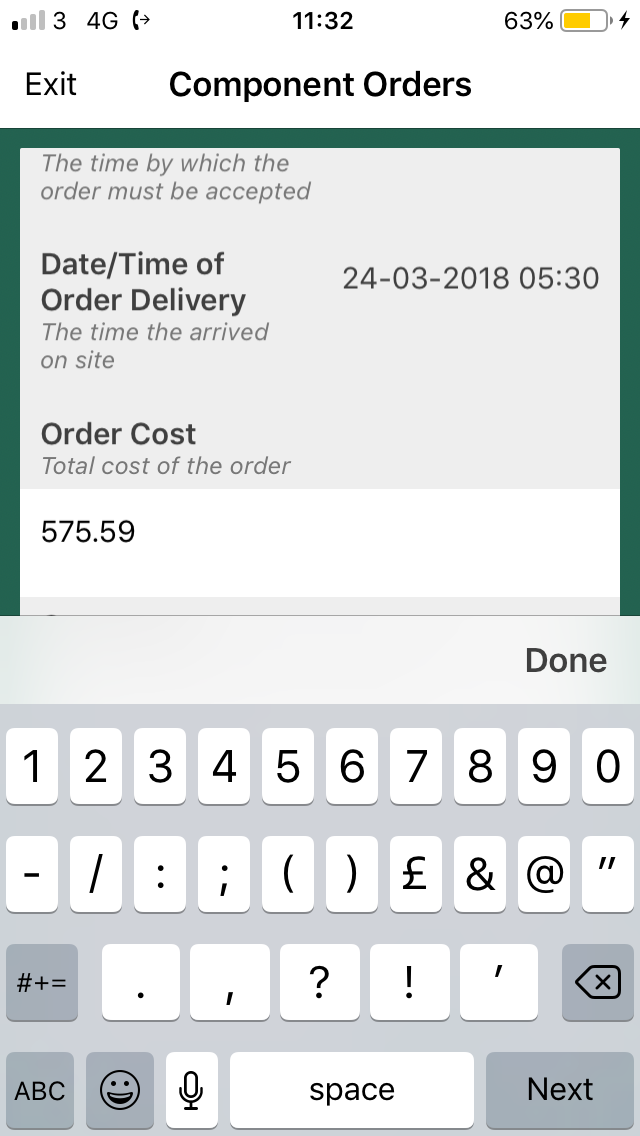 3 4G 11:32 63%
Exit Component Orders
The time by which the
order must be accepted
Date/Time of
Order Delivery
24-03-2018 05:30
The time the arrived
on site
Order Cost
Total cost of the order
575.59
Done
1 2 3 4 5 6 7 8 9 0
- / : ; ( ) £ & @ "
#+= . , ? ! '
ABC space Next